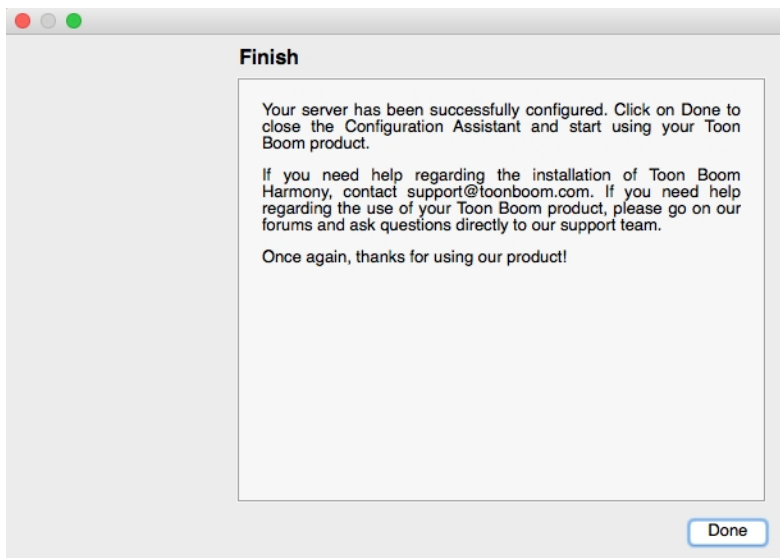 Finish
Your server has been successfully configured. Click on Done to
close the Configuration Assistant and start using your Toon
Boom product.
If you need help regarding the installation of Toon Boom
Harmony, contact support@toonboom.com. If you need help
regarding the use of your Toon Boom product, please go on our
forums and ask questions directly to our support team.
Once again, thanks for using our product!
Done